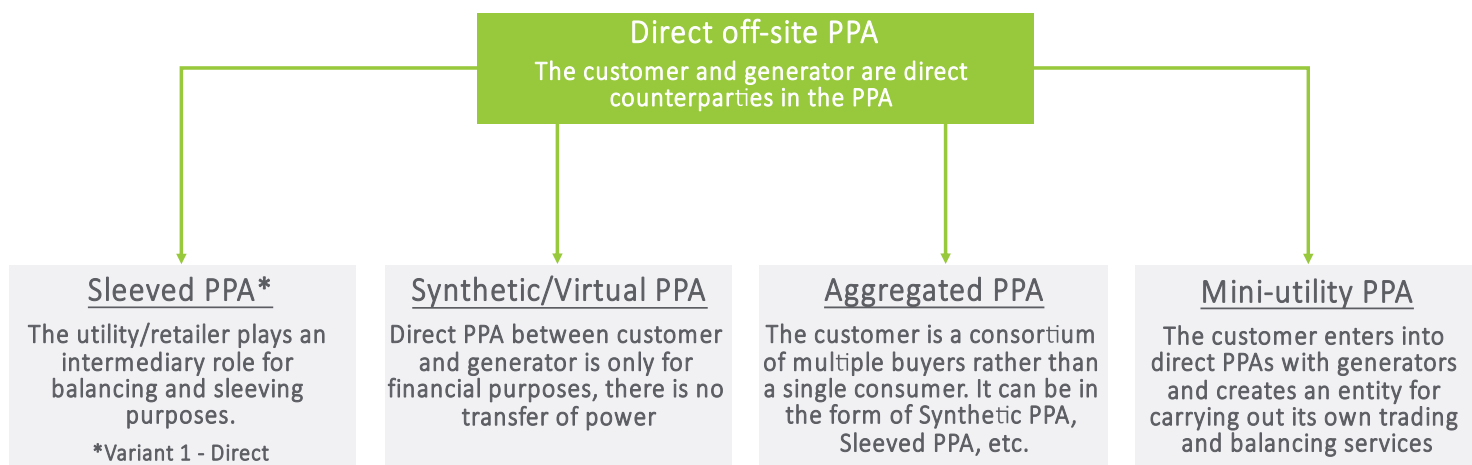 Direct off-site PPA
The customer and generator are direct
counterparties in the PPA
Sleeved PPA*
The utility/retailer plays an
intermediary role for
balancing and sleeving
purposes.
*Variant 1 - Direct
Synthetic/Virtual PPA
Direct PPA between customer
and generator is only for
financial purposes, there is no
transfer of power
Aggregated PPA
The customer is a consortium
of multiple buyers rather than
a single consumer. It can be in
the form of Synthetic PPA,
Sleeved PPA, etc.
Mini-utility PPA
The customer enters into
direct PPAs with generators
and creates an entity for
carrying out its own trading
and balancing services